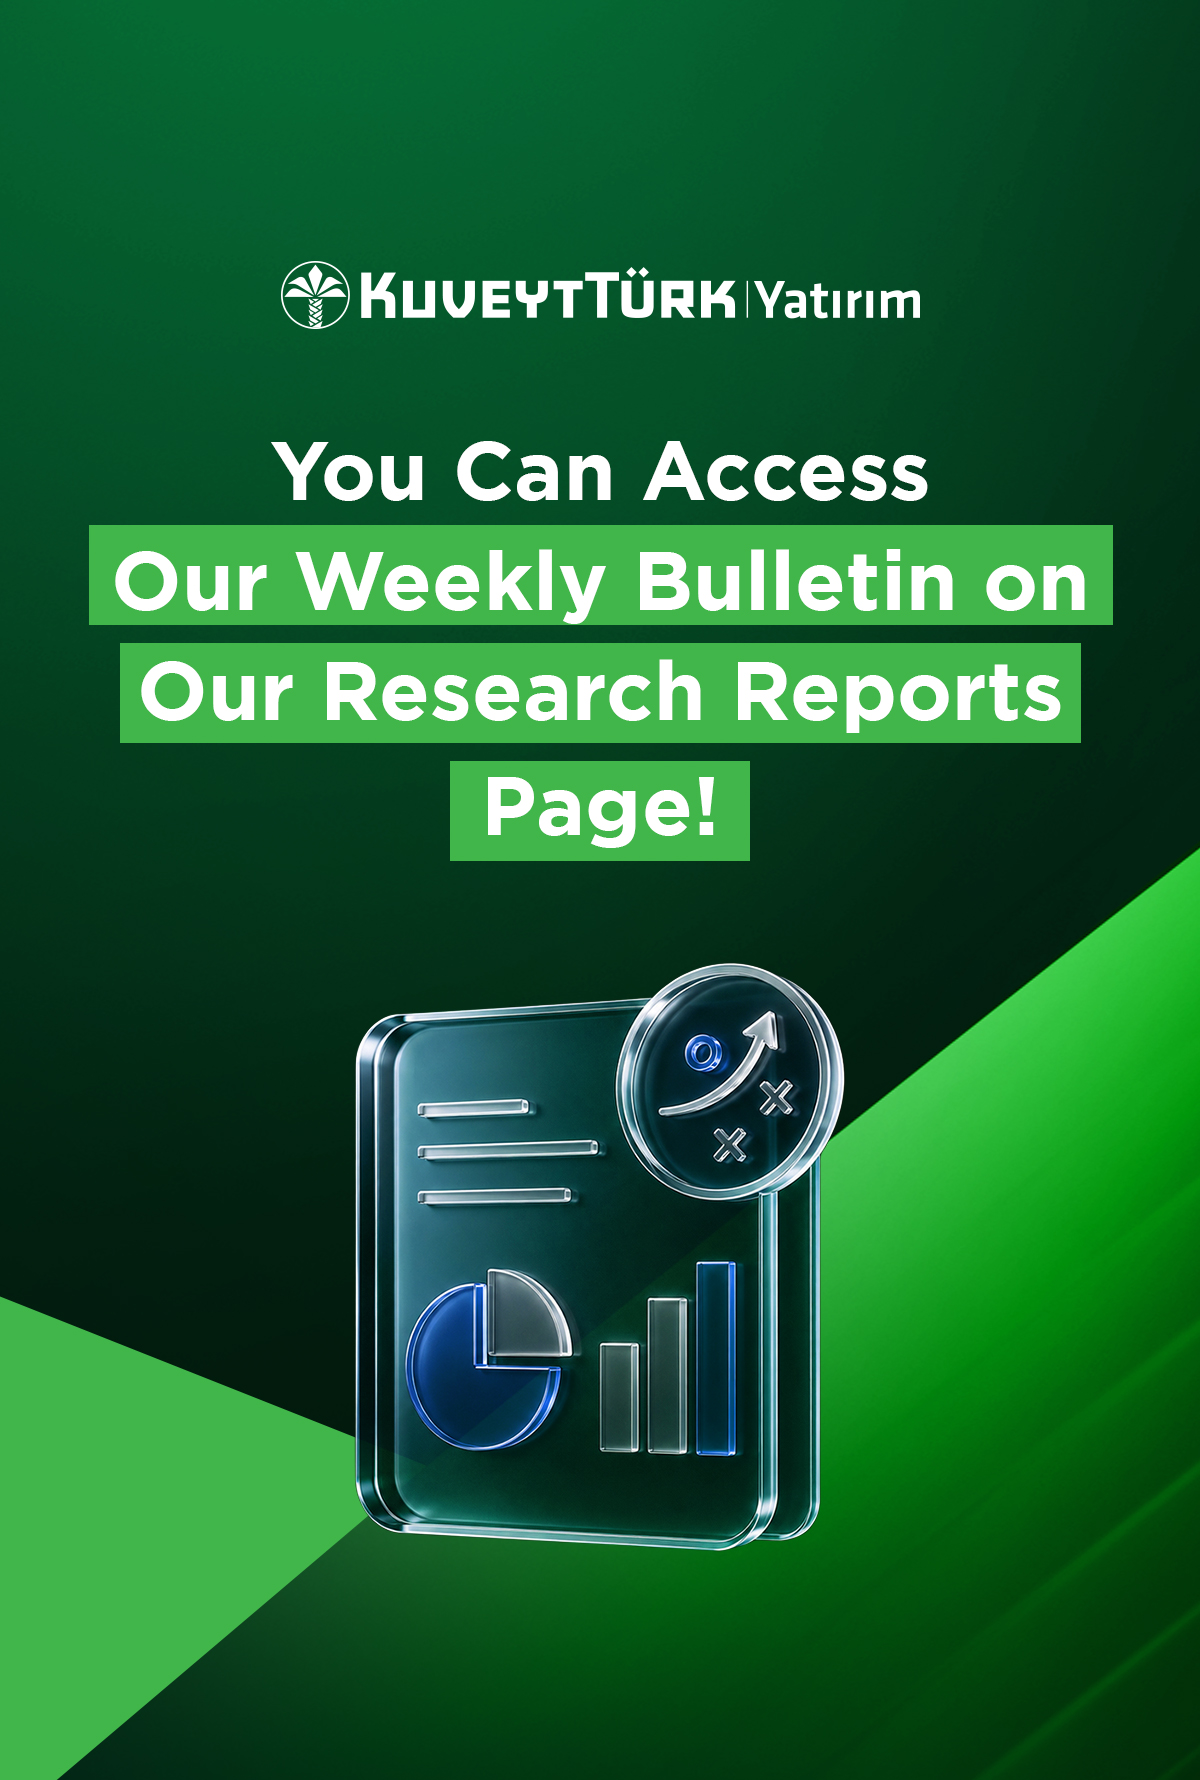 KUVEYTTÜRK | Yatırım
You Can Access
Our Weekly Bulletin on
Our Research Reports
Page!